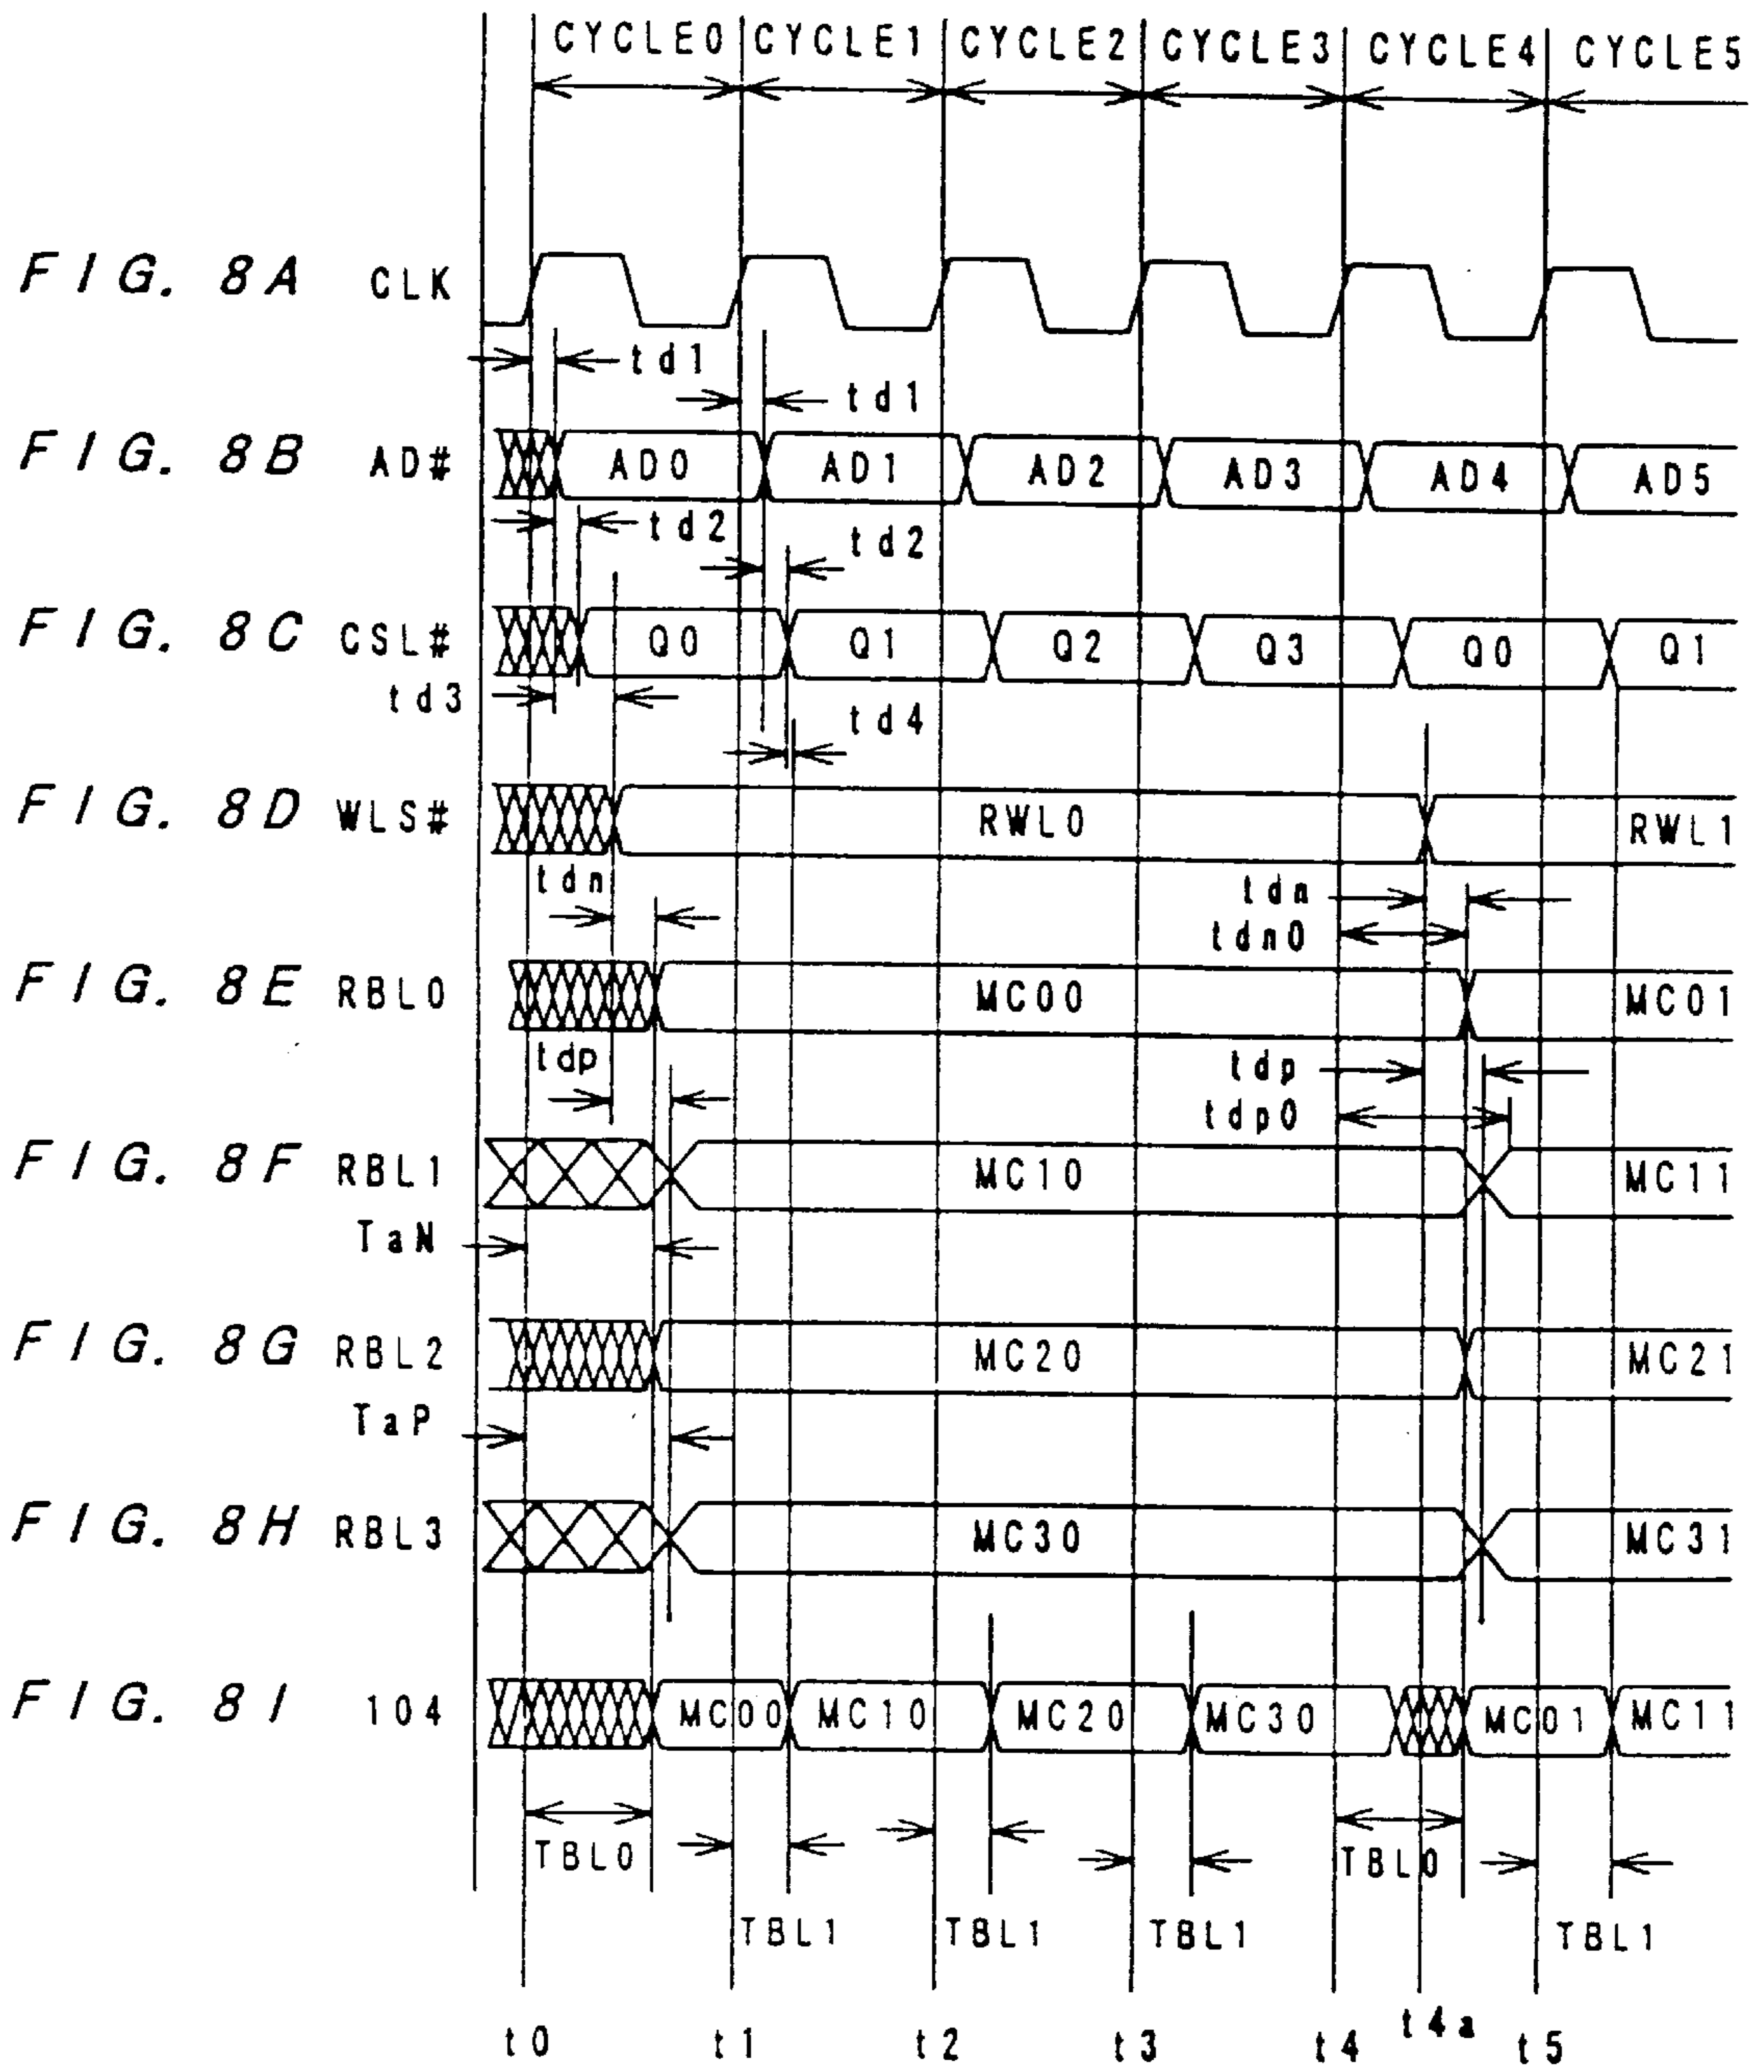 CYCLE0 CYCLE1 CYCLE2 CYCLE3 CYCLE4 CYCLE5
FIG. 8A CLK
td1
td1
FIG. 8B AD# AD0 AD1 AD2 AD3 AD4 AD5
td2 td2
FIG. 8C CSL# Q0 Q1 Q2 Q3 Q0 Q1
td3 td4
FIG. 8D WLS# RWL0 RWL1
tdn tdn
tdn0
FIG. 8E RBL0 MC00 MC01
tdp tdp
tdp0
FIG. 8F RBL1 MC10 MC11
TaN
FIG. 8G RBL2 MC20 MC21
TaP
FIG. 8H RBL3 MC30 MC31
FIG. 8I 104 MC00 MC10 MC20 MC30 MC01 MC11
TBL0 TBL0
TBL1 TBL1 TBL1 TBL1
t0 t1 t2 t3 t4 t4a t5